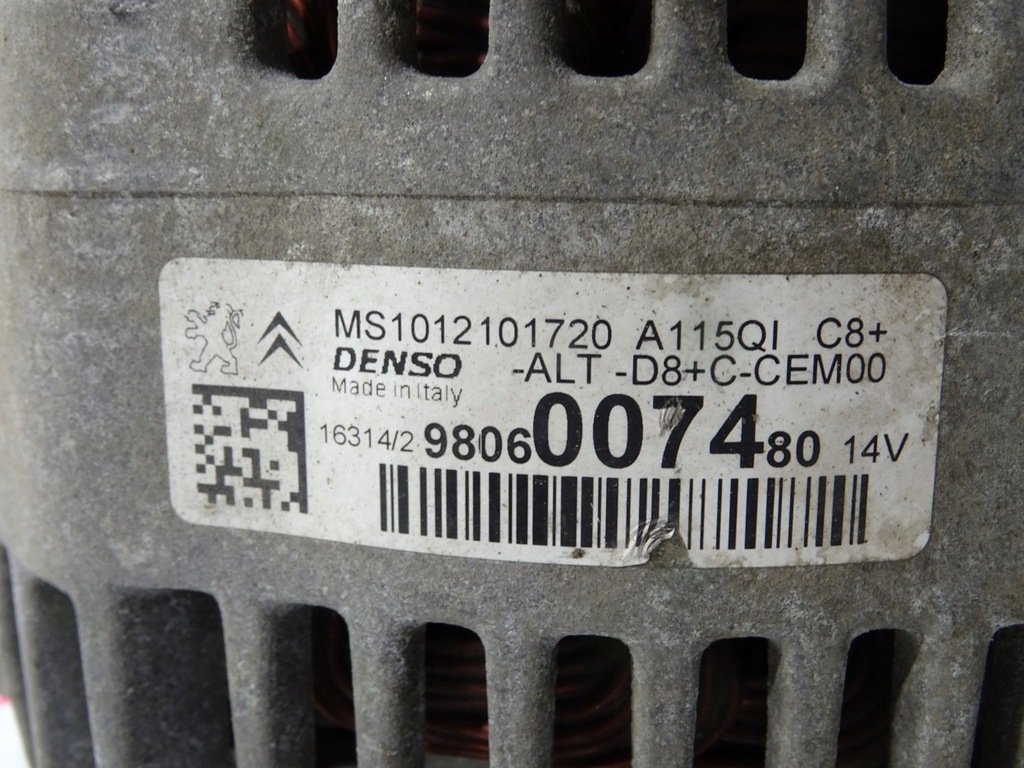 MS1012101720 A115QI C8+
DENSO -ALT -D8+C-CEM00
Made in Italy
16314/2 9806007480 14V